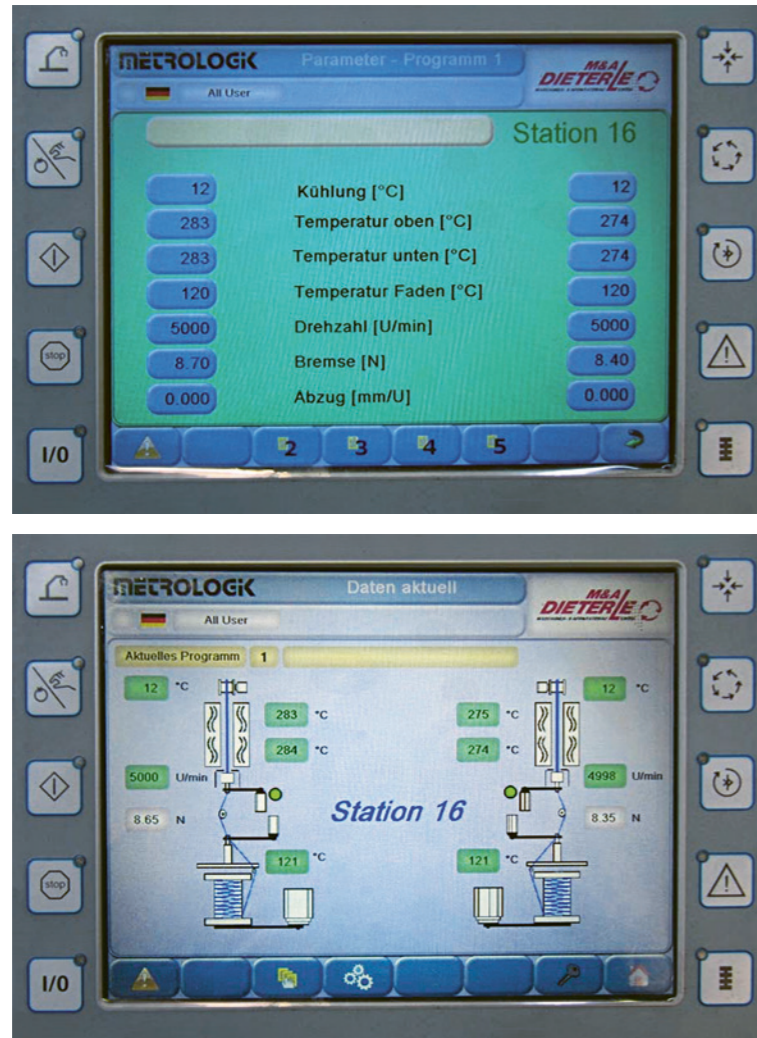 METROLOGIK
Parameter - Programm 1
M&A
DIETERLE
All User
Station 16
12 Kühlung [°C] 12
283 Temperatur oben [°C] 274
283 Temperatur unten [°C] 274
120 Temperatur Faden [°C] 120
5000 Drehzahl [U/min] 5000
8.70 Bremse [N] 8.40
0.000 Abzug [mm/U] 0.000
stop
I/0
2 3 4 5
METROLOGIK
Daten aktuell
M&A
DIETERLE
All User
Aktuelles Programm 1
12 °C 12 °C
283 °C 275 °C
284 °C 274 °C
5000 U/min 4998 U/min
8.65 N Station 16 8.35 N
121 °C 121 °C
stop
I/0